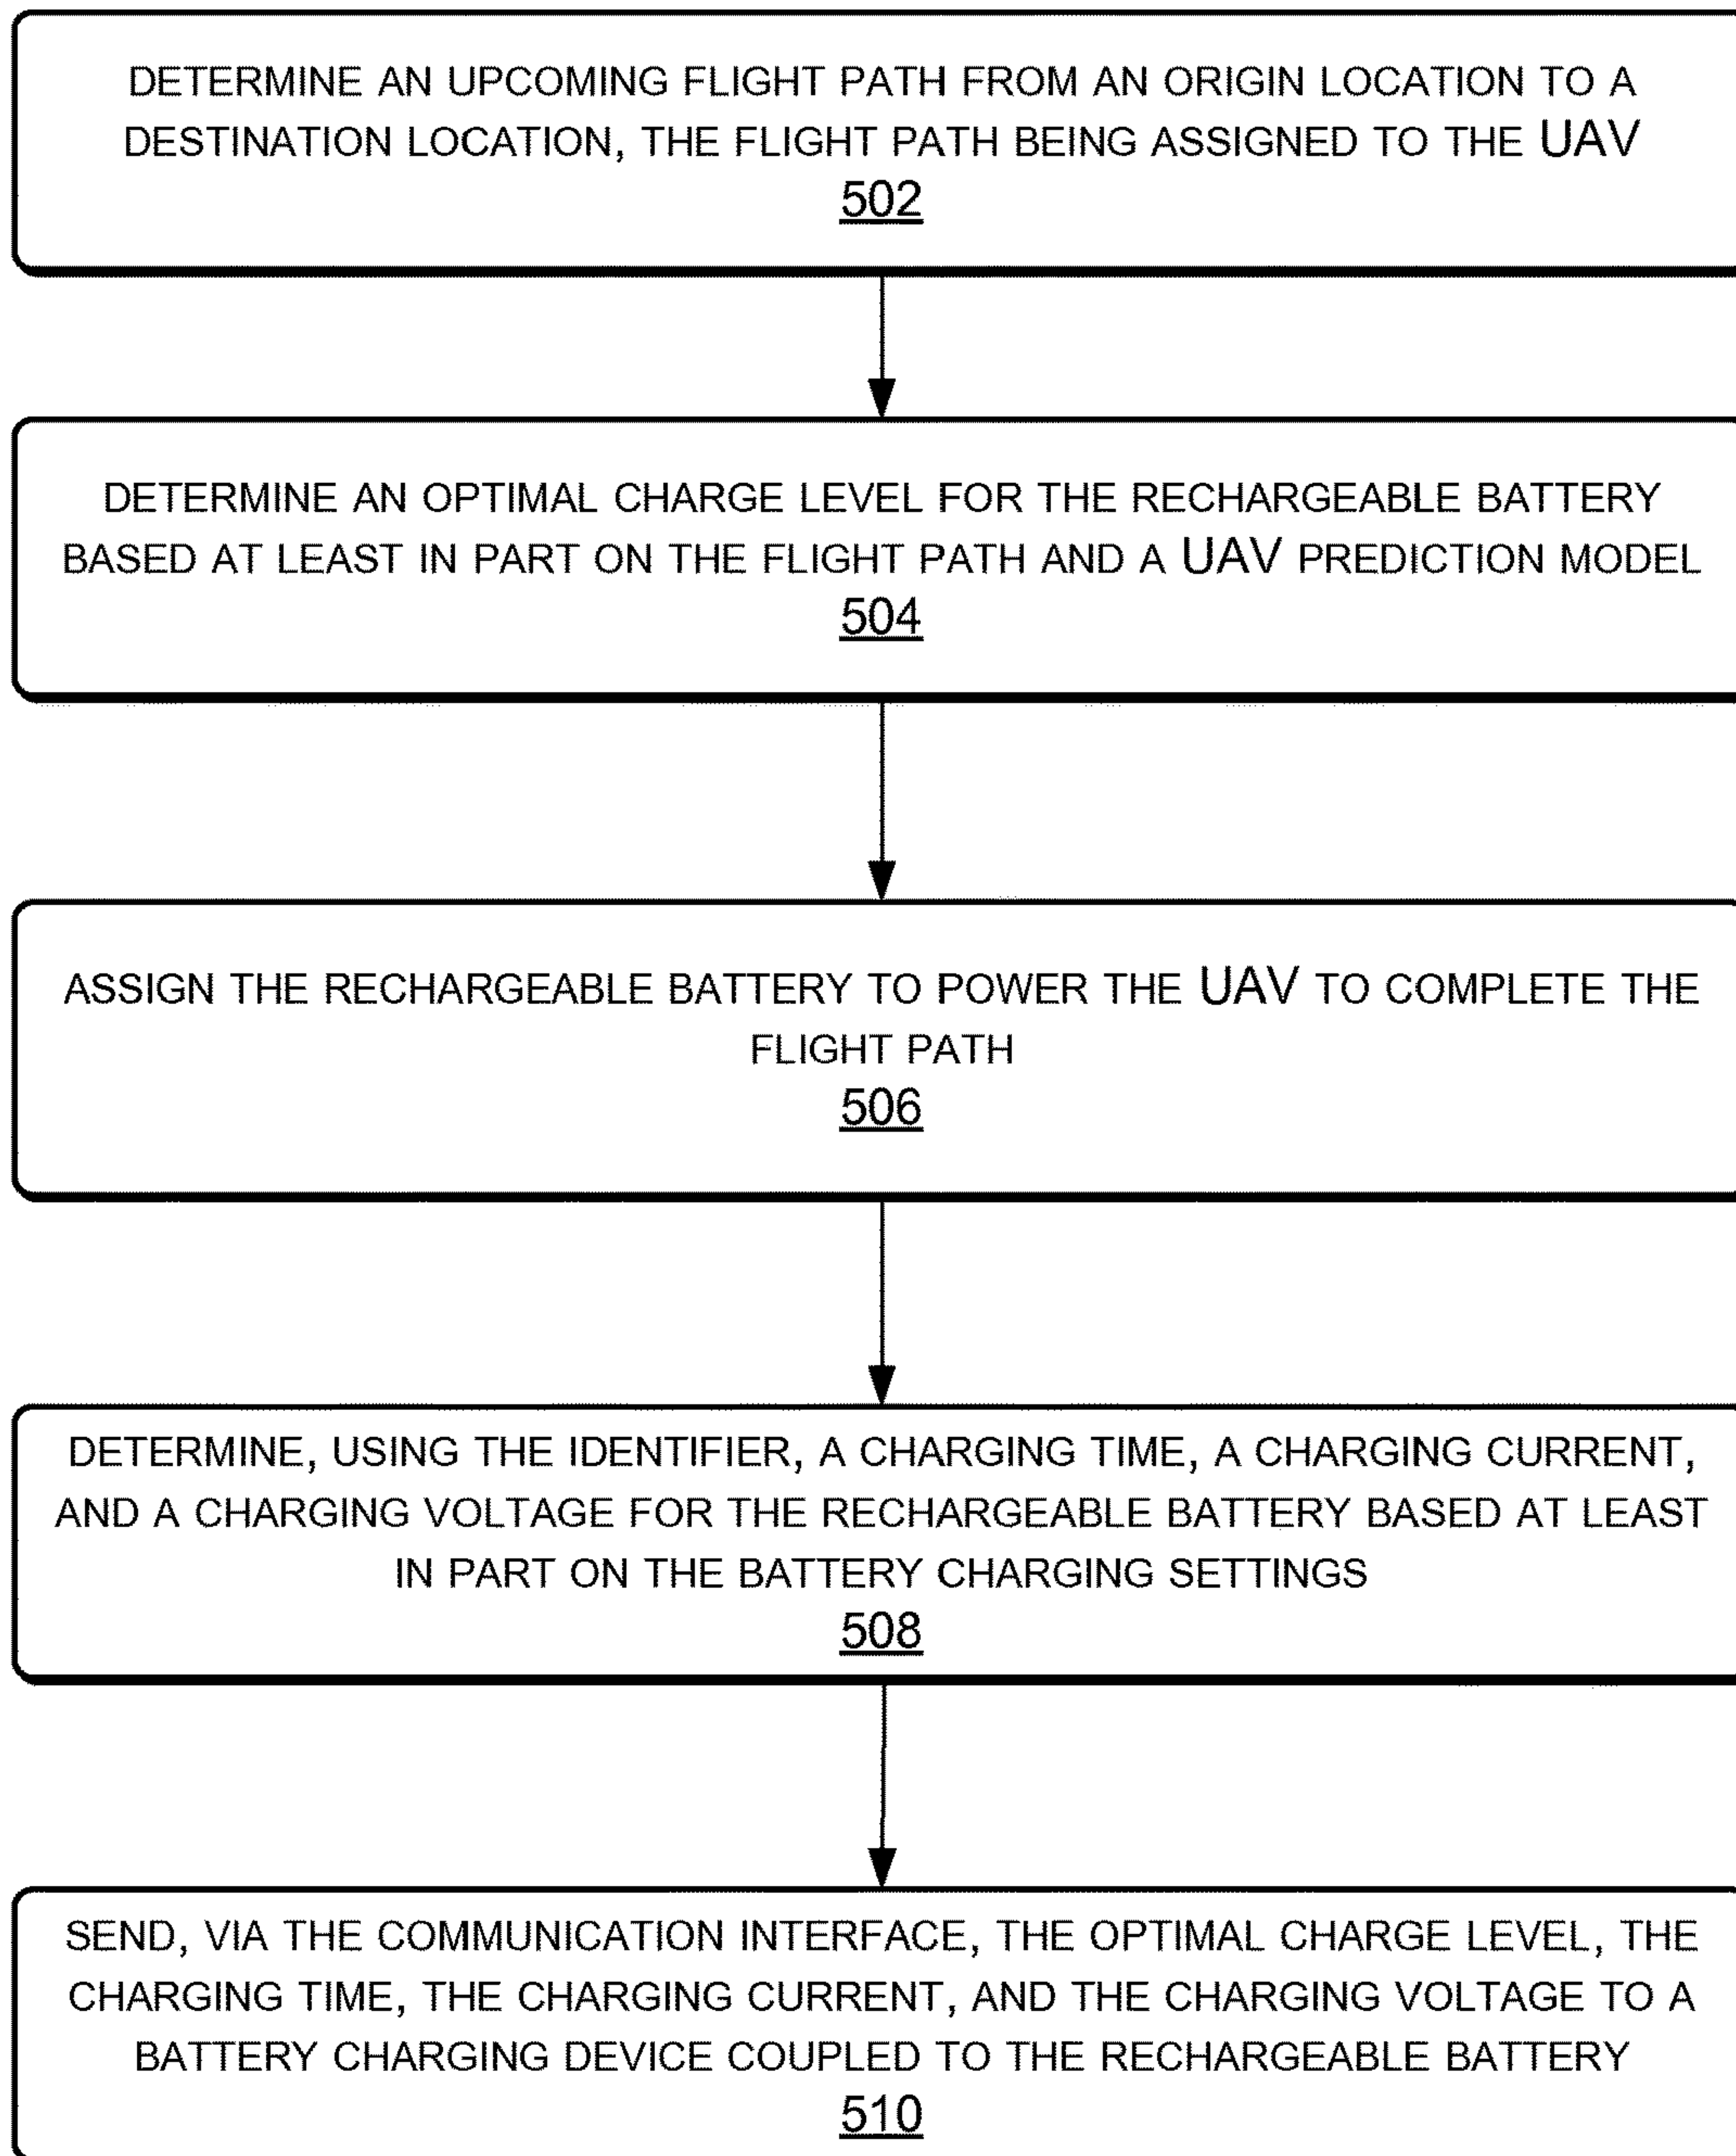 DETERMINE AN UPCOMING FLIGHT PATH FROM AN ORIGIN LOCATION TO A
DESTINATION LOCATION, THE FLIGHT PATH BEING ASSIGNED TO THE UAV
502
DETERMINE AN OPTIMAL CHARGE LEVEL FOR THE RECHARGEABLE BATTERY
BASED AT LEAST IN PART ON THE FLIGHT PATH AND A UAV PREDICTION MODEL
504
ASSIGN THE RECHARGEABLE BATTERY TO POWER THE UAV TO COMPLETE THE
FLIGHT PATH
506
DETERMINE, USING THE IDENTIFIER, A CHARGING TIME, A CHARGING CURRENT,
AND A CHARGING VOLTAGE FOR THE RECHARGEABLE BATTERY BASED AT LEAST
IN PART ON THE BATTERY CHARGING SETTINGS
508
SEND, VIA THE COMMUNICATION INTERFACE, THE OPTIMAL CHARGE LEVEL, THE
CHARGING TIME, THE CHARGING CURRENT, AND THE CHARGING VOLTAGE TO A
BATTERY CHARGING DEVICE COUPLED TO THE RECHARGEABLE BATTERY
510